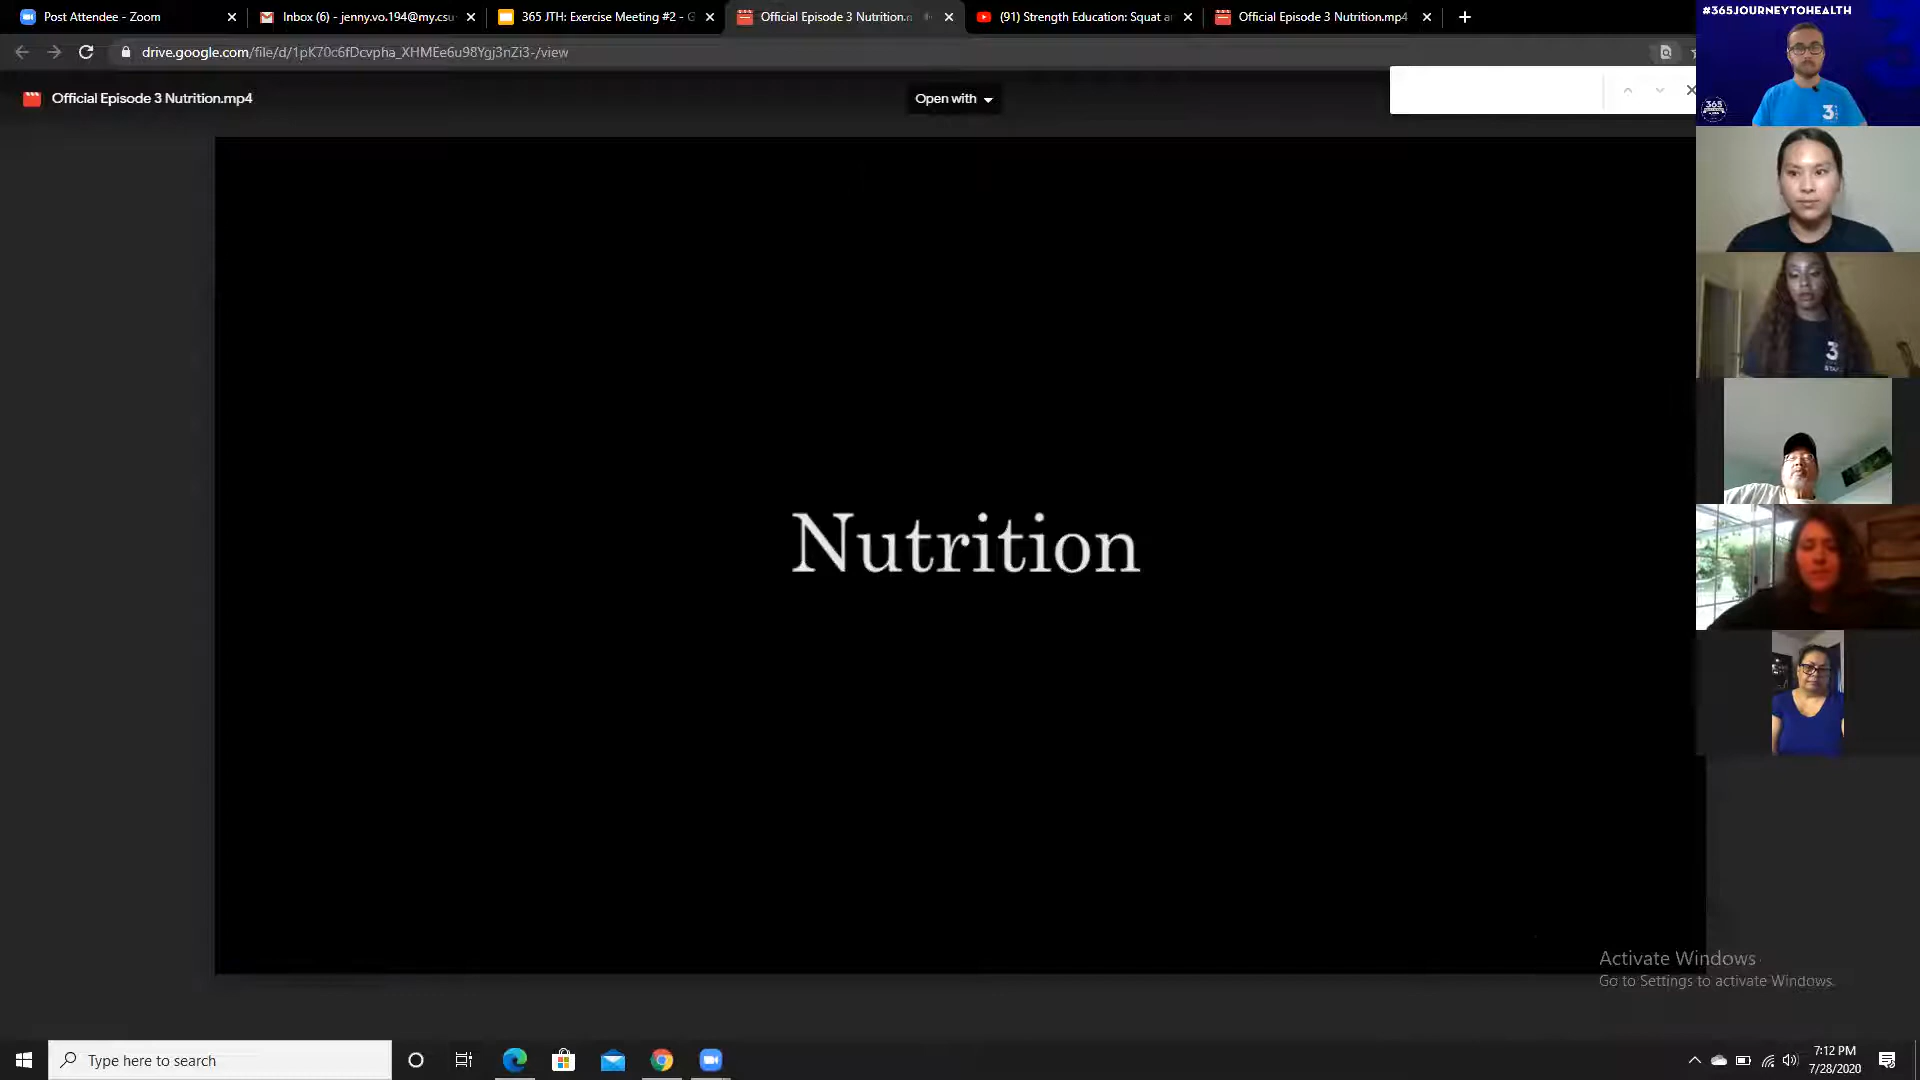 Post Attendee - Zoom
Inbox (6) - jenny.vo.194@my.csu
365 JTH: Exercise Meeting #2 - G
Official Episode 3 Nutrition.
(91) Strength Education: Squat a
Official Episode 3 Nutrition.mp4
drive.google.com/file/d/1pK70c6fDcvpha_XHMEe6u98Ygj3nZi3-/view
Official Episode 3 Nutrition.mp4
Open with
#365JOURNEYTOHEALTH
365
3
3
Nutrition
Activate Windows
Go to Settings to activate Windows.
Type here to search
7:12 PM
7/28/2020